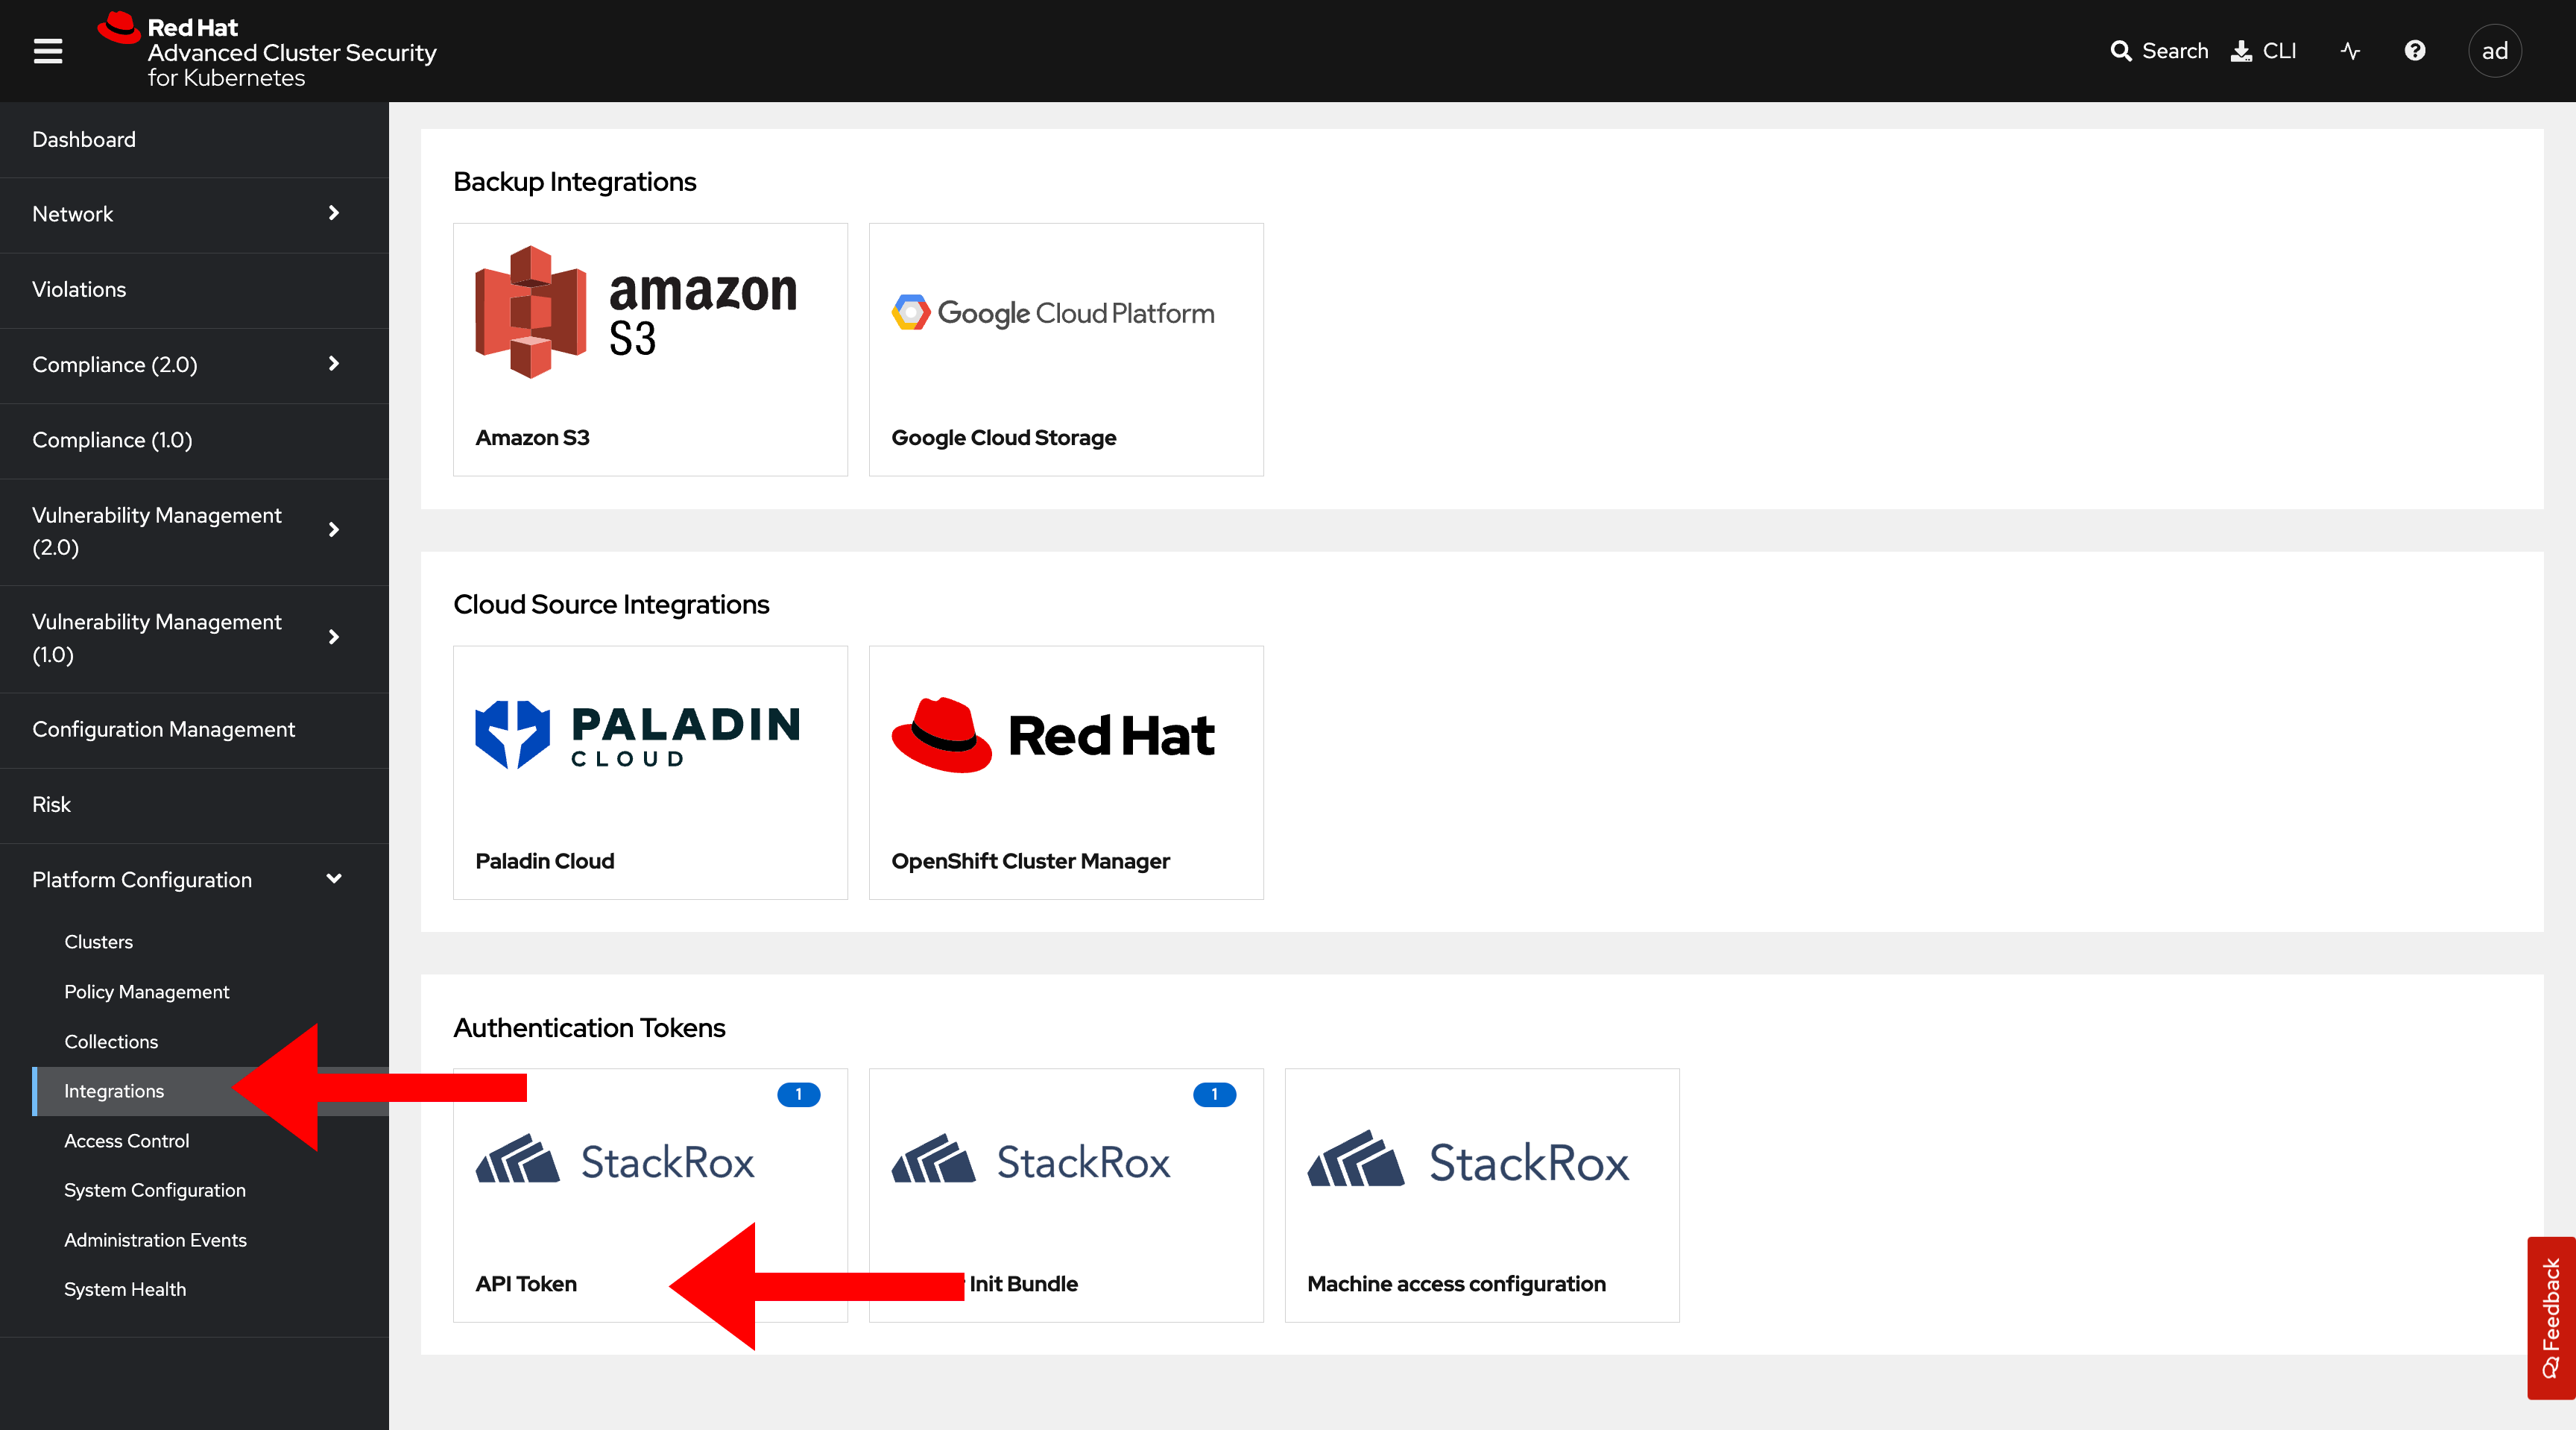 Red Hat
Advanced Cluster Security
for Kubernetes
Search
CLI
ad
Dashboard
Network
Violations
Compliance (2.0)
Compliance (1.0)
Vulnerability Management
(2.0)
Vulnerability Management
(1.0)
Configuration Management
Risk
Platform Configuration
Clusters
Policy Management
Collections
Integrations
Access Control
System Configuration
Administration Events
System Health
Backup Integrations
amazon
S3
Amazon S3
Google Cloud Platform
Google Cloud Storage
Cloud Source Integrations
PALADIN
CLOUD
Paladin Cloud
Red Hat
OpenShift Cluster Manager
Authentication Tokens
1
StackRox
API Token
1
StackRox
Init Bundle
StackRox
Machine access configuration
Feedback